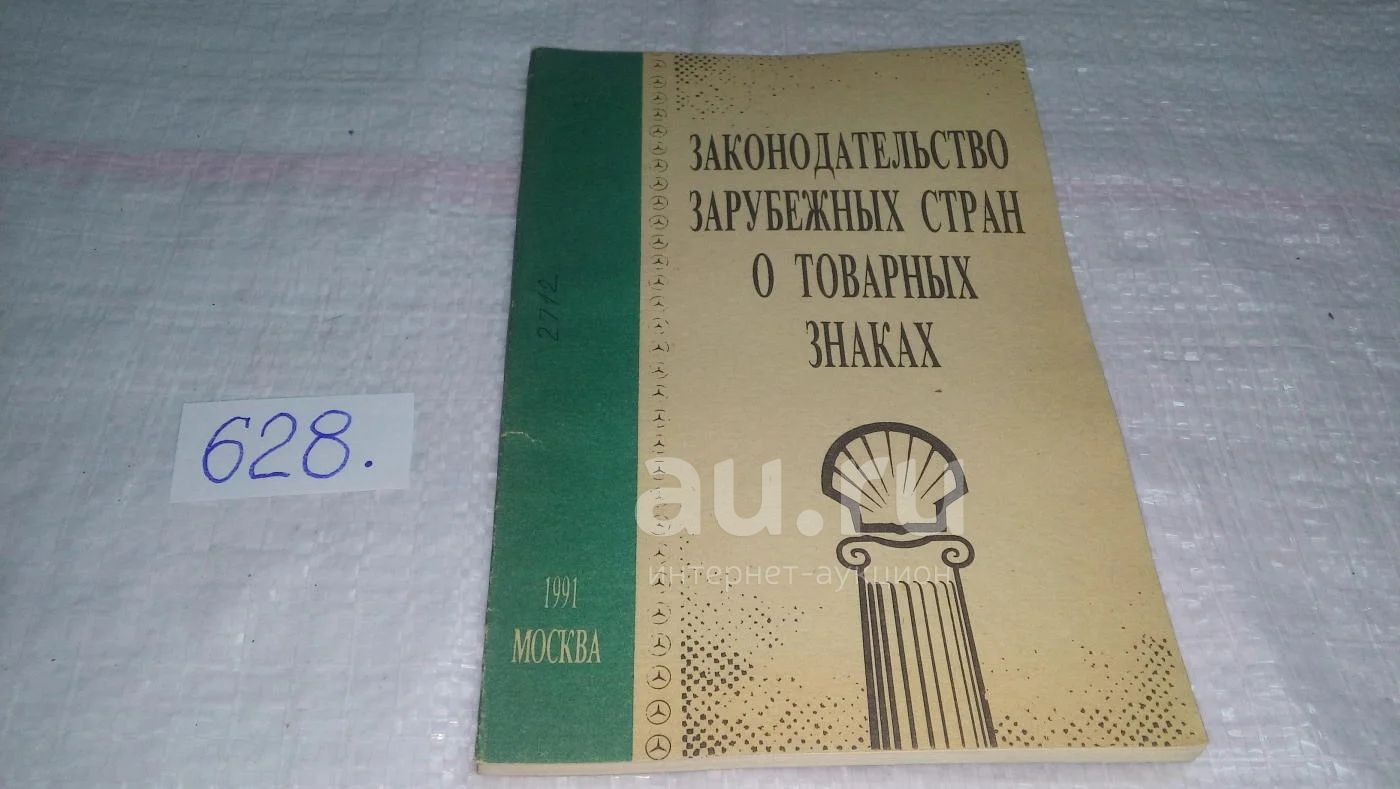 ЗАКОНОДАТЕЛЬСТВО
ЗАРУБЕЖНЫХ СТРАН
О ТОВАРНЫХ
ЗНАКАХ
2712
628.
au.ru
интернет-аукцион
1991
МОСКВА